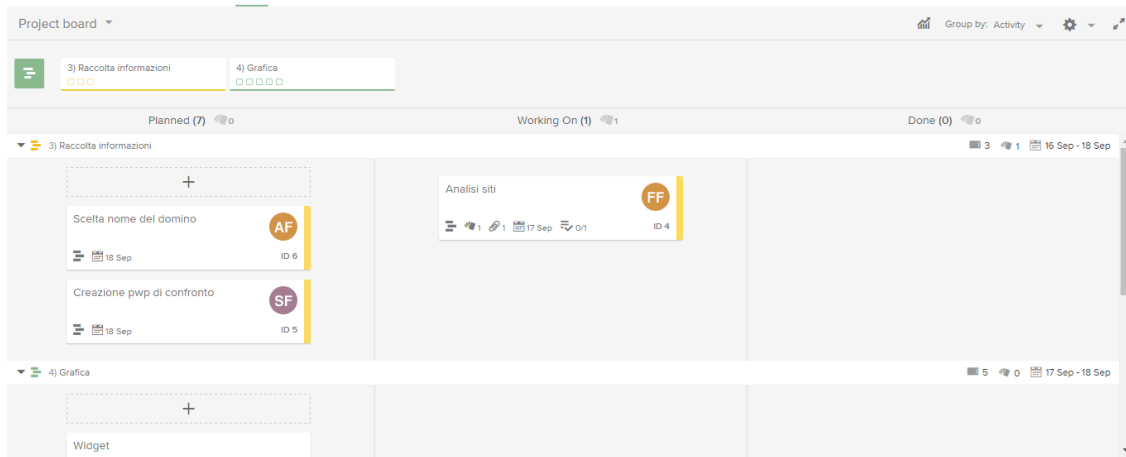 Project board
Group by: Activity
3) Raccolta informazioni
4) Grafica
Planned (7) 0
Working On (1) 1
Done (0) 0
3) Raccolta informazioni
3 1 16 Sep - 18 Sep
+
Scelta nome del domino
AF
18 Sep
ID 6
Creazione pwp di confronto
SF
18 Sep
ID 5
Analisi siti
FF
1 1 17 Sep 0/1
ID 4
4) Grafica
5 0 17 Sep - 18 Sep
+
Widget